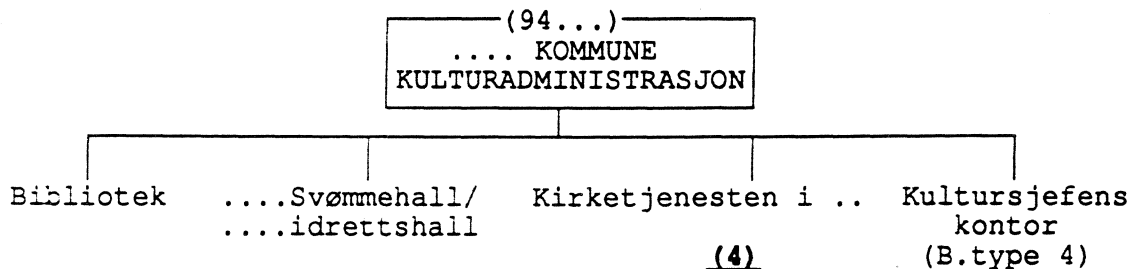 (94...)
.... KOMMUNE
KULTURADMINISTRASJON
Bibliotek ....Svømmehall/ Kirketjenesten i .. Kultursjefens
....idrettshall kontor
(4) (B.type 4)